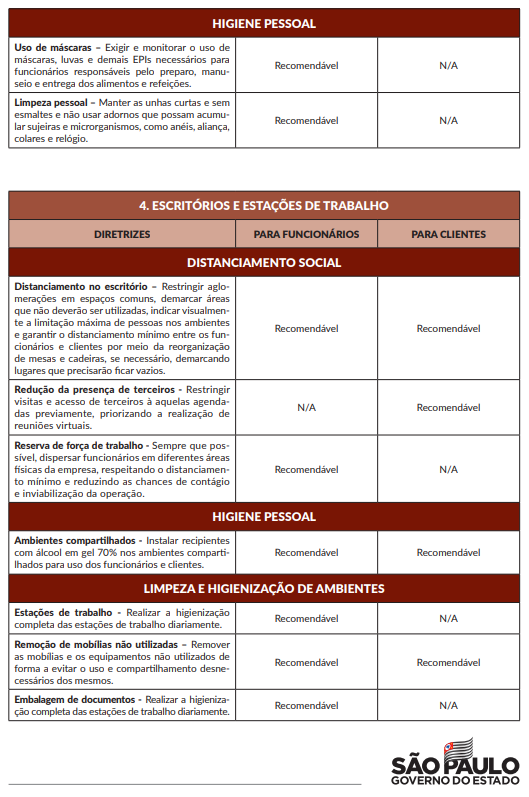 HIGIENE PESSOAL
Uso de máscaras – Exigir e monitorar o uso de
máscaras, luvas e demais EPIs necessários para
funcionários responsáveis pelo preparo, manu-
seio e entrega dos alimentos e refeições.
Recomendável
N/A
Limpeza pessoal – Manter as unhas curtas e sem
esmaltes e não usar adornos que possam acumu-
lar sujeiras e microrganismos, como anéis, aliança,
colares e relógio.
Recomendável
N/A
4. ESCRITÓRIOS E ESTAÇÕES DE TRABALHO
DIRETRIZES
PARA FUNCIONÁRIOS
PARA CLIENTES
DISTANCIAMENTO SOCIAL
Distanciamento no escritório – Restringir aglo-
merações em espaços comuns, demarcar áreas
que não deverão ser utilizadas, indicar visualmen-
te a limitação máxima de pessoas nos ambientes
e garantir o distanciamento mínimo entre os fun-
cionários e clientes por meio da reorganização
de mesas e cadeiras, se necessário, demarcando
lugares que precisarão ficar vazios.
Recomendável
Recomendável
Redução da presença de terceiros - Restringir
visitas e acesso de terceiros à aquelas agenda-
das previamente, priorizando a realização de
reuniões virtuais.
N/A
Recomendável
Reserva de força de trabalho - Sempre que pos-
sível, dispersar funcionários em diferentes áreas
físicas da empresa, respeitando o distanciamen-
to mínimo e reduzindo as chances de contágio
e inviabilização da operação.
Recomendável
N/A
HIGIENE PESSOAL
Ambientes compartilhados - Instalar recipientes
com álcool em gel 70% nos ambientes comparti-
lhados para uso dos funcionários e clientes.
Recomendável
Recomendável
LIMPEZA E HIGIENIZAÇÃO DE AMBIENTES
Estações de trabalho - Realizar a higienização
completa das estações de trabalho diariamente.
Recomendável
N/A
Remoção de mobílias não utilizadas – Remover
as mobílias e os equipamentos não utilizados de
forma a evitar o uso e compartilhamento desne-
cessários dos mesmos.
Recomendável
Recomendável
Embalagem de documentos - Realizar a higieniza-
ção completa das estações de trabalho diariamente.
Recomendável
N/A
SÃO PAULO
GOVERNO DO ESTADO